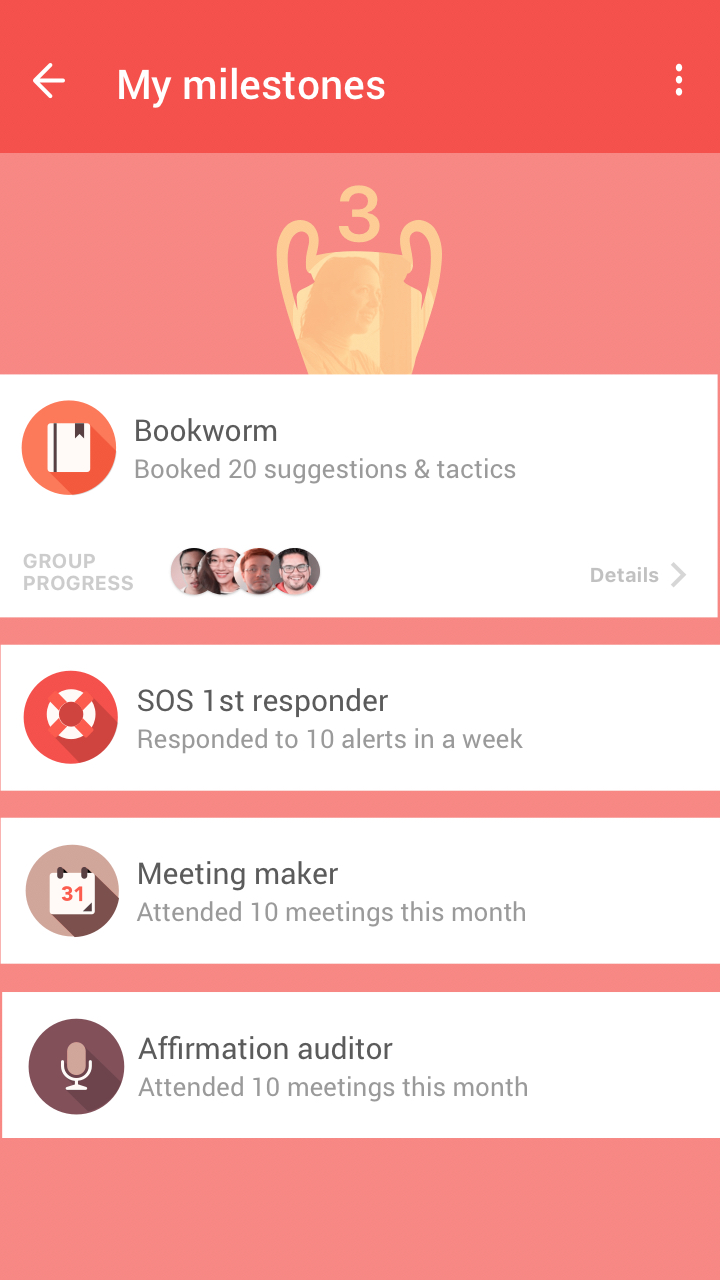 My milestones
3
Bookworm
Booked 20 suggestions & tactics
GROUP
PROGRESS
Details
SOS 1st responder
Responded to 10 alerts in a week
31
Meeting maker
Attended 10 meetings this month
Affirmation auditor
Attended 10 meetings this month